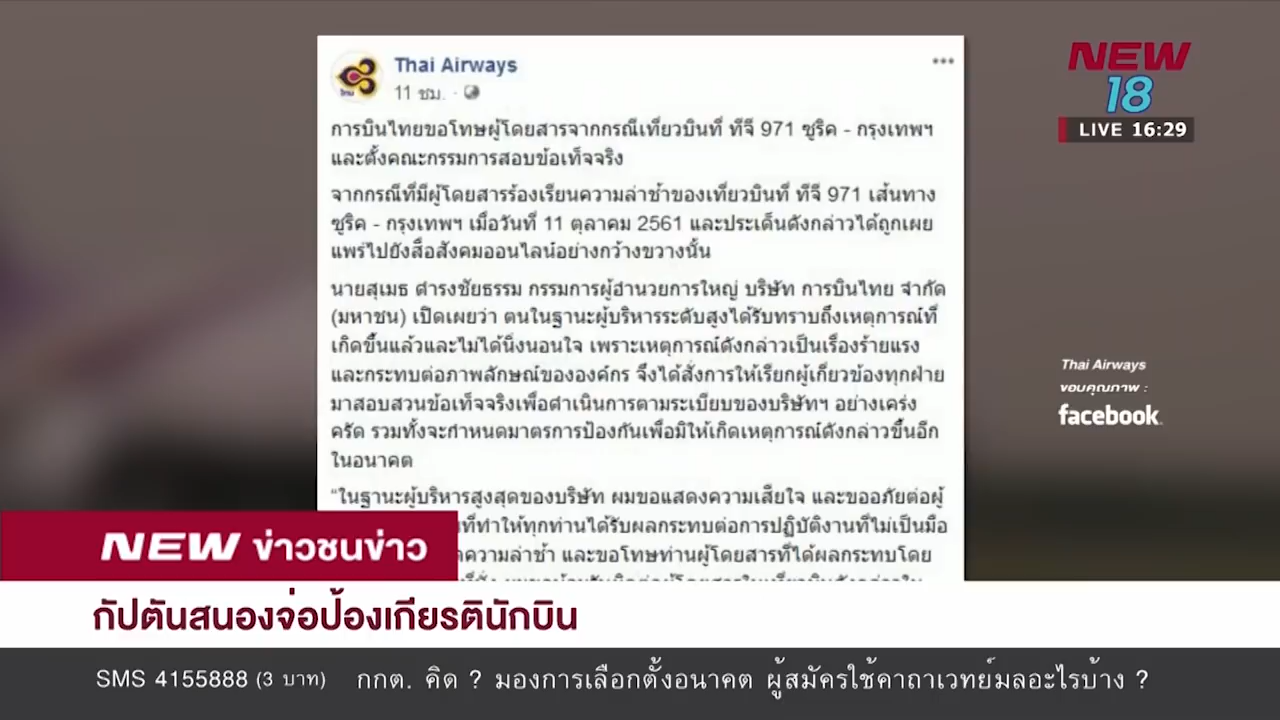 Thai Airways
11 ชม.
การบินไทยขอโทษผู้โดยสารจากกรณีเที่ยวบินที่ ทีจี 971 ซูริค - กรุงเทพฯ
และตั้งคณะกรรมการสอบข้อเท็จจริง
จากกรณีที่มีผู้โดยสารร้องเรียนความล่าช้าของเที่ยวบินที่ ทีจี 971 เส้นทาง
ซูริค - กรุงเทพฯ เมื่อวันที่ 11 ตุลาคม 2561 และประเด็นดังกล่าวได้ถูกเผย
แพร่ไปยังสื่อสังคมออนไลน์อย่างกว้างขวางนั้น
นายสุเมธ ดำรงชัยธรรม กรรมการผู้อำนวยการใหญ่ บริษัท การบินไทย จำกัด
(มหาชน) เปิดเผยว่า ตนในฐานะผู้บริหารระดับสูงได้รับทราบถึงเหตุการณ์ที่
เกิดขึ้นแล้วและไม่ได้นิ่งนอนใจ เพราะเหตุการณ์ดังกล่าวเป็นเรื่องร้ายแรง
และกระทบต่อภาพลักษณ์ขององค์กร จึงได้สั่งการให้เรียกผู้เกี่ยวข้องทุกฝ่าย
มาสอบสวนข้อเท็จจริงเพื่อดำเนินการตามระเบียบของบริษัทฯ อย่างเคร่ง
ครัด รวมทั้งจะกำหนดมาตรการป้องกันเพื่อมิให้เกิดเหตุการณ์ดังกล่าวขึ้นอีก
ในอนาคต
“ในฐานะผู้บริหารสูงสุดของบริษัท ผมขอแสดงความเสียใจ และขออภัยต่อผู้
ที่ทำให้ทุกท่านได้รับผลกระทบต่อการปฏิบัติงานที่ไม่เป็นมือ
ความล่าช้า และขอโทษท่านผู้โดยสารที่ได้ผลกระทบโดย
NEW
18
LIVE 16:29
Thai Airways
ขอบคุณภาพ :
facebook.
NEW ข่าวชนข่าว
กัปตันสนองจ่อป้องเกียรตินักบิน
SMS 4155888 (3 บาท) กกต. คิด ? มองการเลือกตั้งอนาคต ผู้สมัครใช้คาถาเวทย์มลอะไรบ้าง ?